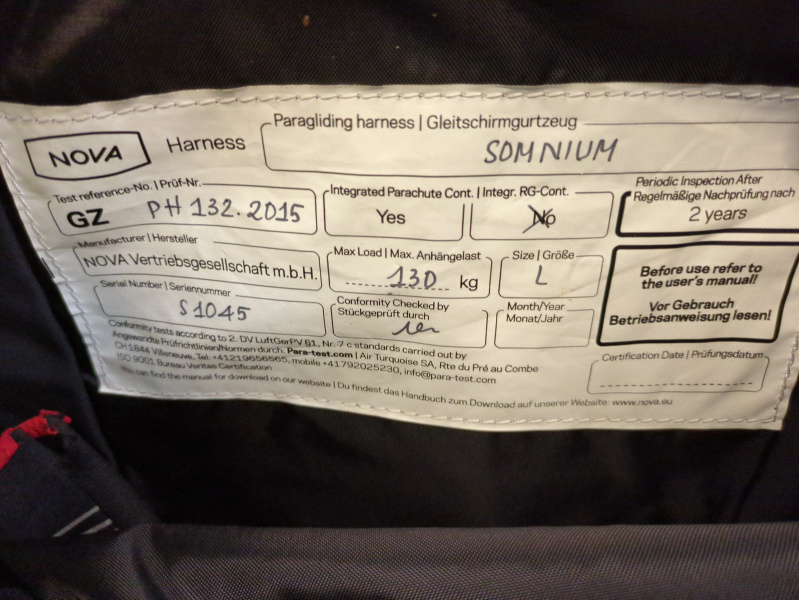 NOVA Harness
Paragliding harness | Gleitschirmgurtzeug
SOMNIUM
Test reference-No. | Prüf-Nr.
GZ PH 132.2015
Integrated Parachute Cont. | Integr. RG-Cont.
Yes No
Periodic Inspection After
Regelmäßige Nachprüfung nach
2 years
Manufacturer | Hersteller
NOVA Vertriebsgesellschaft m.b.H.
Max Load | Max. Anhängelast
130 kg
Size | Größe
L
Before use refer to
the user's manual!
Vor Gebrauch
Betriebsanweisung lesen!
Serial Number | Seriennummer
S1045
Conformity Checked by
Stückgeprüft durch
Month/Year
Monat/Jahr
Certification Date | Prüfungsdatum
Conformity tests according to 2. DV LuftGerPV §1, Nr. 7 c standards carried out by
Angewandte Prüfrichtlinien/Normen durch: Para-test.com | Air Turquoise SA, Rte du Pré au Combe
CH 1844 Villeneuve, Tel. +41219656565, mobile +41792025230, info@para-test.com
ISO 9001 Bureau Veritas Certification
You can find the manual for download on our website | Du findest das Handbuch zum Download auf unserer Website: www.nova.eu